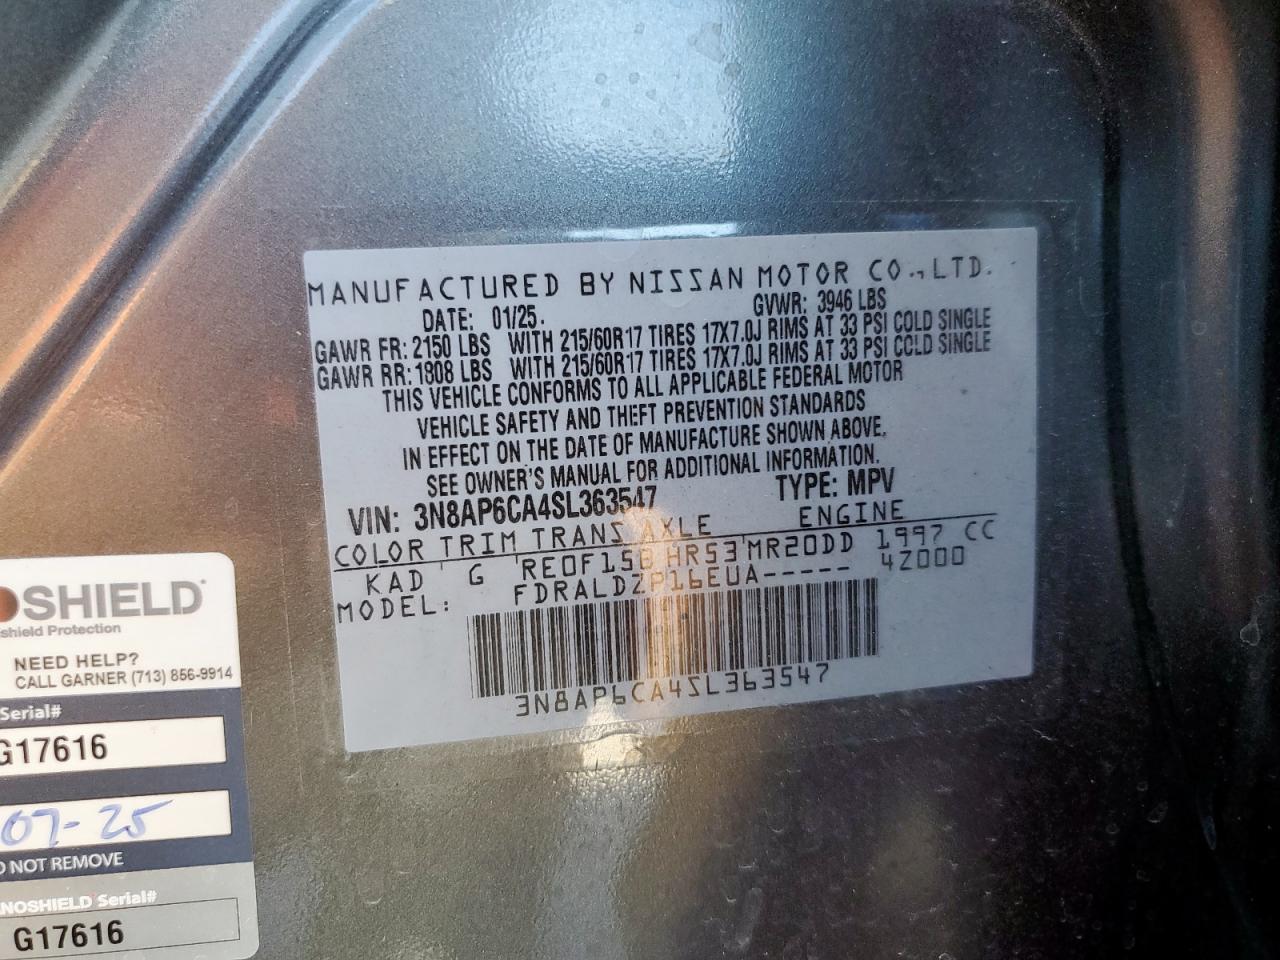 MANUFACTURED BY NISSAN MOTOR CO., LTD.
DATE: 01/25. GVWR: 3946 LBS
GAWR FR: 2150 LBS WITH 215/60R17 TIRES 17X7.0J RIMS AT 33 PSI COLD SINGLE
GAWR RR: 1808 LBS WITH 215/60R17 TIRES 17X7.0J RIMS AT 33 PSI COLD SINGLE
THIS VEHICLE CONFORMS TO ALL APPLICABLE FEDERAL MOTOR
VEHICLE SAFETY AND THEFT PREVENTION STANDARDS
IN EFFECT ON THE DATE OF MANUFACTURE SHOWN ABOVE.
SEE OWNER'S MANUAL FOR ADDITIONAL INFORMATION.
VIN: 3N8AP6CA4SL363547 TYPE: MPV
COLOR TRIM TRANS AXLE ENGINE
KAD G RE0F15B HR53 MR20DD 1997 CC
MODEL: FDRALDZP16EUA----- 4Z000
3N8AP6CA4SL363547
SHIELD
shield Protection
NEED HELP?
CALL GARNER (713) 856-9914
Serial#
G17616
07-25
NOT REMOVE
NOSHIELD Serial#
G17616